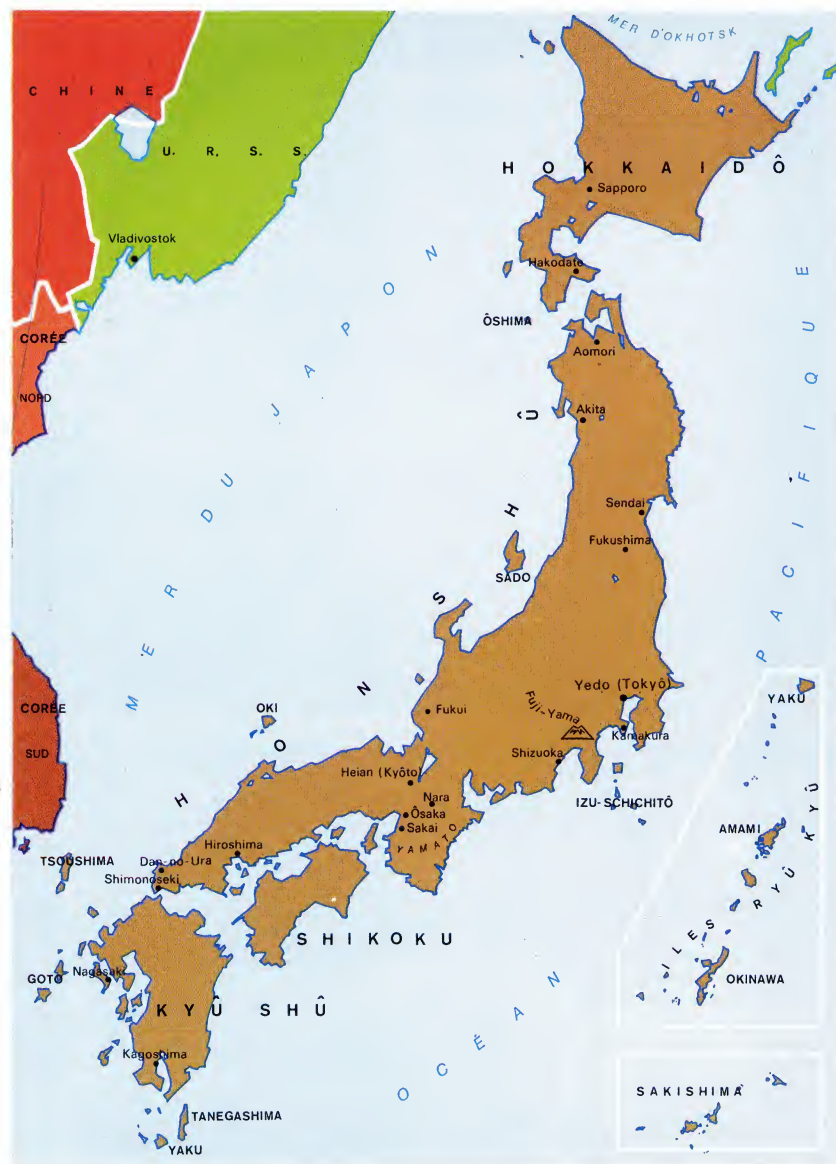 MER D'OKHOTSK
CHINE
U. R. S. S.
HOKKAIDÔ
Sapporo
Vladivostok
Hakodate
ÔSHIMA
CORÉE
NORD
Aomori
Akita
MER DU JAPON
OCÉAN PACIFIQUE
HONSHÛ
Sendai
Fukushima
SADO
Yedo (Tokyô)
YAKU
CORÉE
SUD
OKI
Fukui
Fuji-Yama
Kamakura
Shizuoka
Heian (Kyôto)
Nara
IZU-SCHICHITÔ
Ôsaka
Sakai
YAMATO
AMAMI
ILES RYÛ KYÛ
Hiroshima
TSOUSHIMA
Dan-no-Ura
Shimonoseki
SHIKOKU
Nagasaki
GOTO
OKINAWA
KYÛ SHÛ
Kagoshima
SAKISHIMA
TANEGASHIMA
YAKU